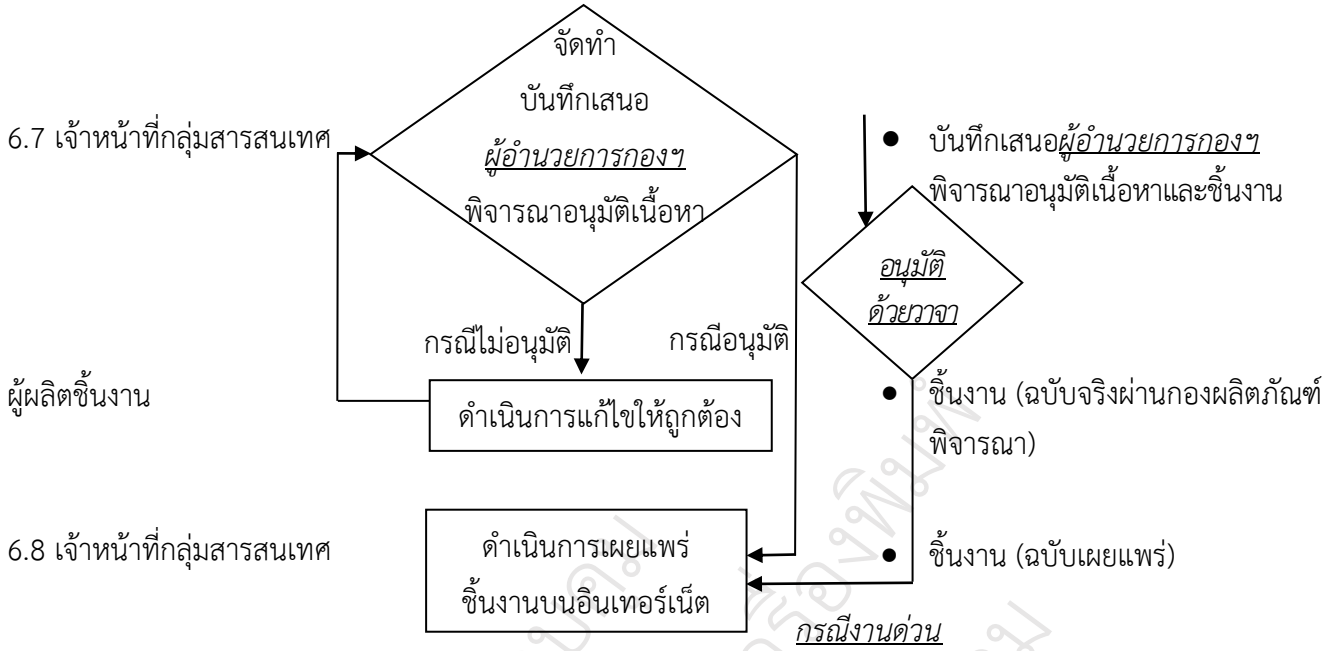 จัดทำ
บันทึกเสนอ
6.7 เจ้าหน้าที่กลุ่มสารสนเทศ
ผู้อำนวยการกองฯ
พิจารณาอนุมัติเนื้อหา
● บันทึกเสนอผู้อำนวยการกองฯ
พิจารณาอนุมัติเนื้อหาและชิ้นงาน
อนุมัติ
ด้วยวาจา
กรณีไม่อนุมัติ
กรณีอนุมัติ
ผู้ผลิตชิ้นงาน
ดำเนินการแก้ไขให้ถูกต้อง
● ชิ้นงาน (ฉบับจริงผ่านกองผลิตภัณฑ์
พิจารณา)
6.8 เจ้าหน้าที่กลุ่มสารสนเทศ
ดำเนินการเผยแพร่
ชิ้นงานบนอินเทอร์เน็ต
● ชิ้นงาน (ฉบับเผยแพร่)
กรณีงานด่วน